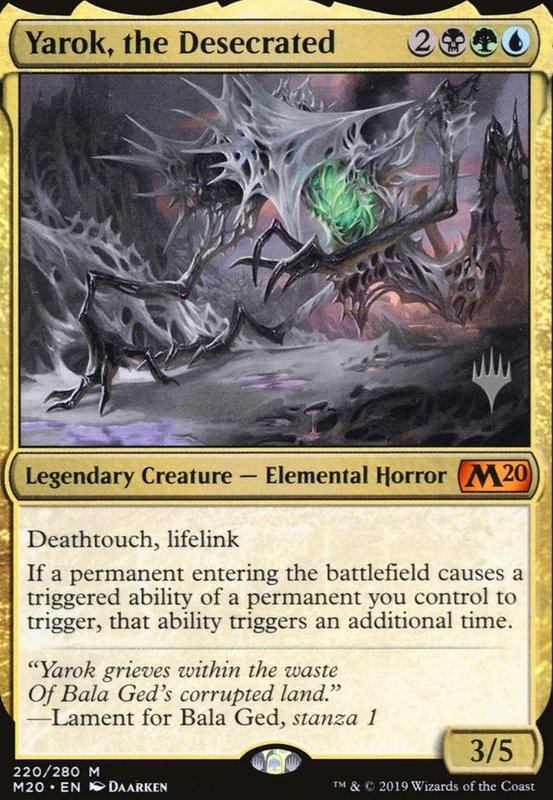 Yarok, the Desecrated 2
Legendary Creature — Elemental Horror M20
Deathtouch, lifelink
If a permanent entering the battlefield causes a
triggered ability of a permanent you control to
trigger, that ability triggers an additional time.
“Yarok grieves within the waste
Of Bala Ged’s corrupted land.”
—Lament for Bala Ged, stanza 1
3/5
220/280 M
M20 • EN DAARKEN
™ & © 2019 Wizards of the Coast